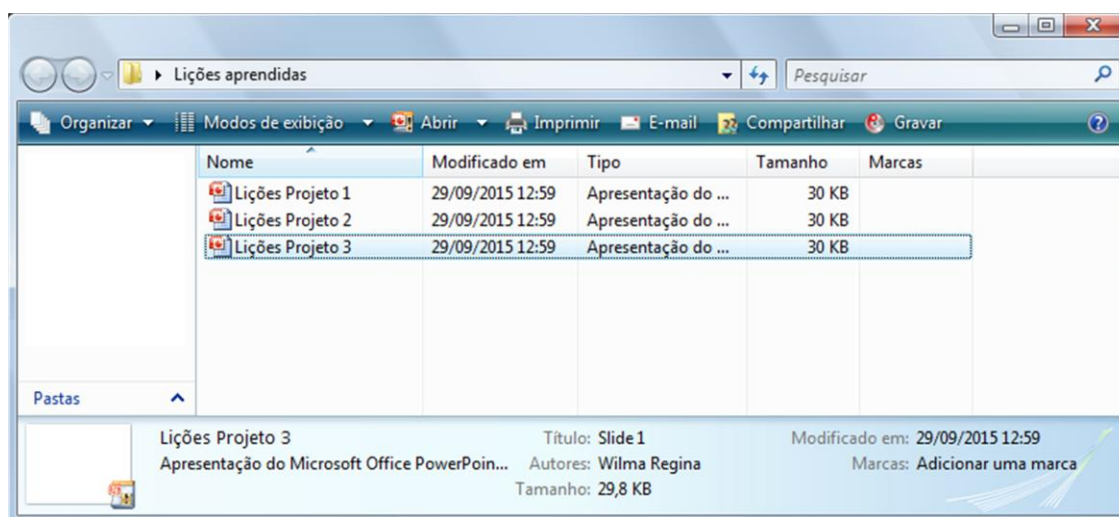 Lições aprendidas
Pesquisar
Organizar Modos de exibição Abrir Imprimir E-mail Compartilhar Gravar
Nome Modificado em Tipo Tamanho Marcas
Lições Projeto 1 29/09/2015 12:59 Apresentação do ... 30 KB
Lições Projeto 2 29/09/2015 12:59 Apresentação do ... 30 KB
Lições Projeto 3 29/09/2015 12:59 Apresentação do ... 30 KB
Pastas
Lições Projeto 3 Título: Slide 1 Modificado em: 29/09/2015 12:59
Apresentação do Microsoft Office PowerPoin... Autores: Wilma Regina Marcas: Adicionar uma marca
Tamanho: 29,8 KB